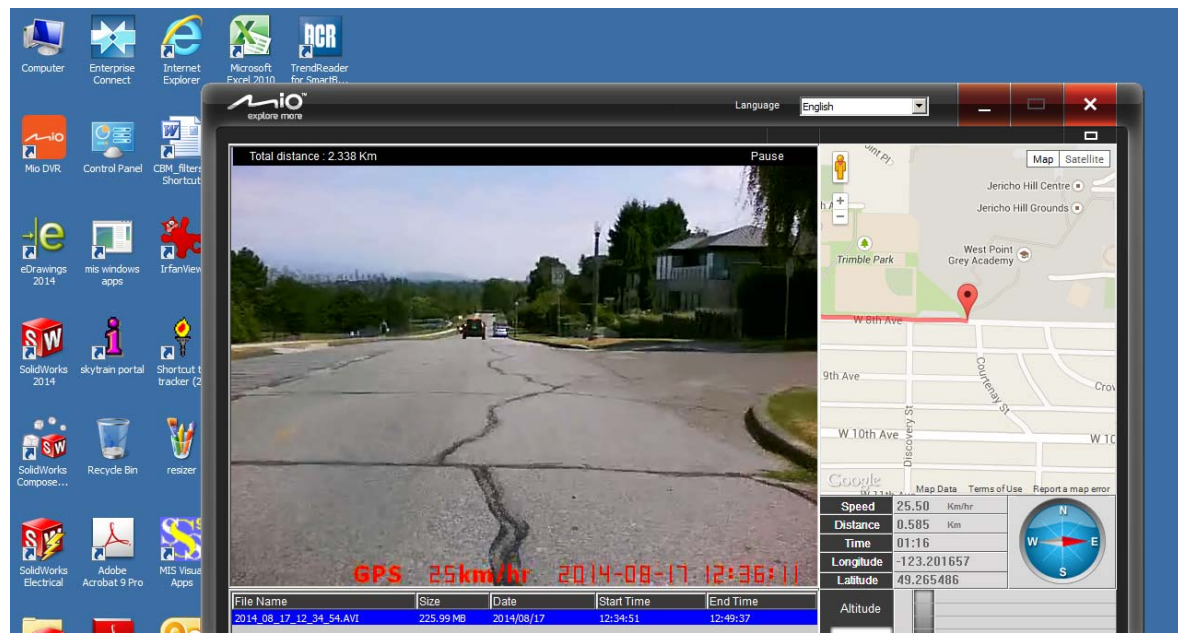 Computer
Enterprise Connect
Internet Explorer
Microsoft Excel 2010
TrendReader for SmartB...
ACR
Mio
explore more
Language
English
Mio DVR
Control Panel
CBM_filters
Shortcut
Total distance : 2.338 Km
Pause
Map
Satellite
Jericho Hill Centre
Jericho Hill Grounds
Trimble Park
West Point Grey Academy
W 8th Ave
9th Ave
Courtenay St
Discovery St
W 10th Ave
W 10
Google
Map Data
Terms of Use
Report a map error
eDrawings 2014
mis windows apps
IrfanView
SolidWorks 2014
skytrain portal
Shortcut t
tracker (2
SolidWorks Compose...
Recycle Bin
resizer
SolidWorks Electrical
Adobe Acrobat 9 Pro
MIS Visua
Apps
GPS 25km/hr 2014-08-17 12:36:11
Speed 25.50 Km/hr
Distance 0.585 Km
Time 01:16
Longitude -123.201657
Latitude 49.265486
N
W
E
S
Altitude
File Name Size Date Start Time End Time
2014_08_17_12_34_54.AVI 225.99 MB 2014/08/17 12:34:51 12:49:37